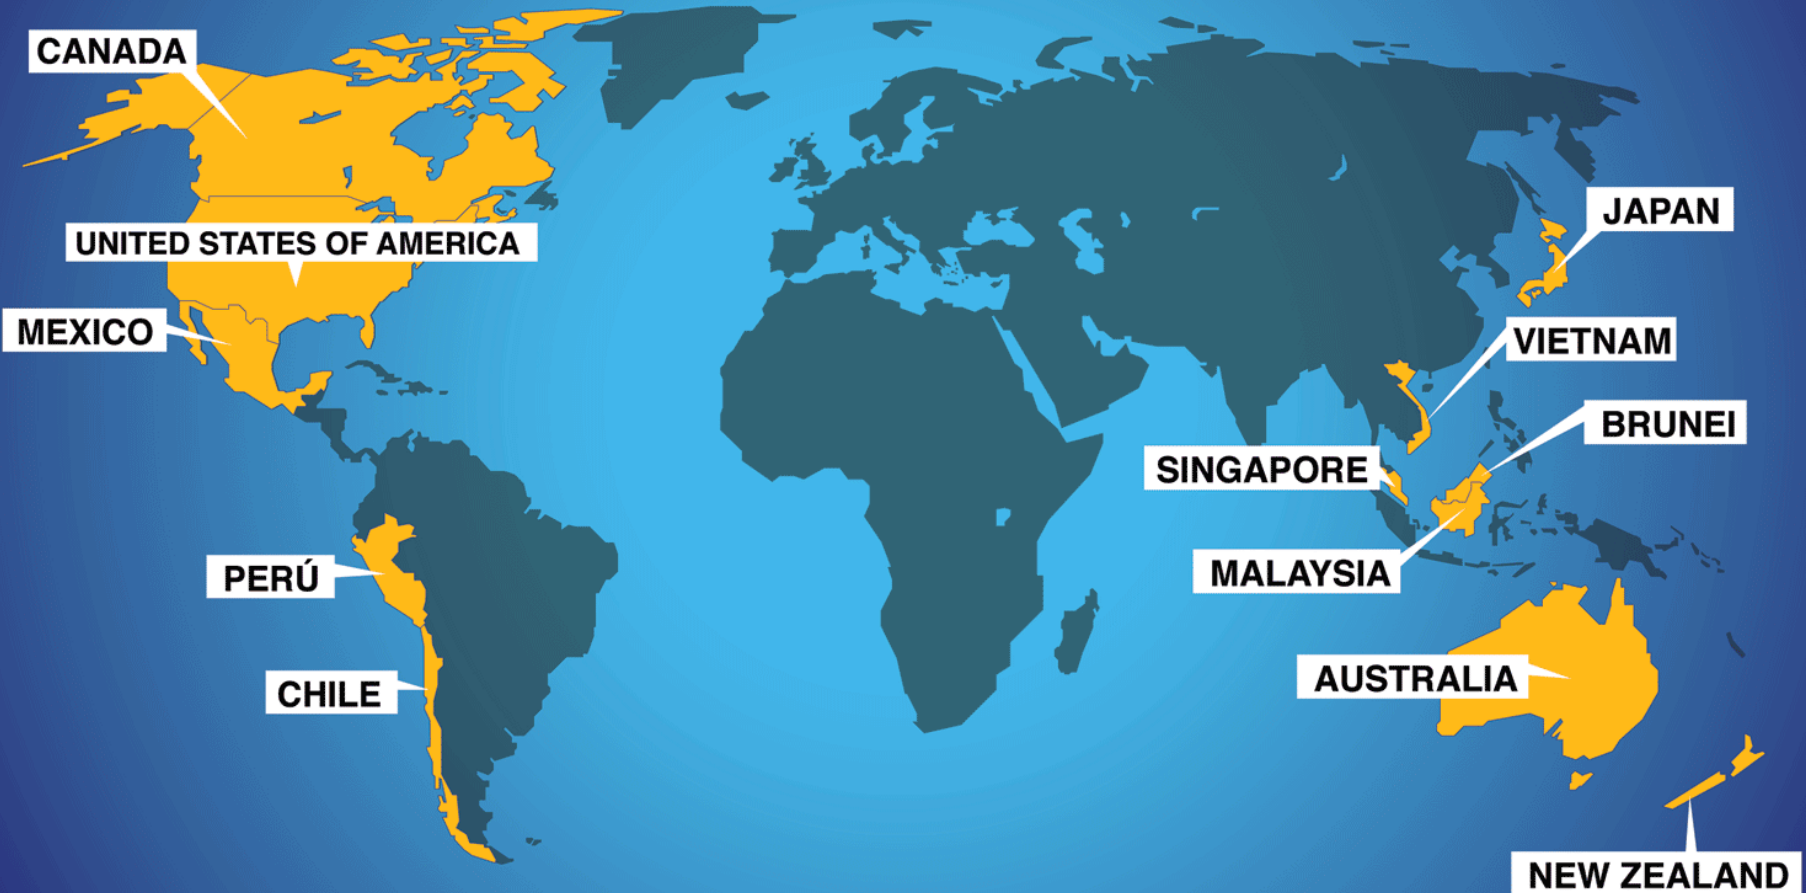 CANADA
UNITED STATES OF AMERICA
MEXICO
PERÚ
CHILE
JAPAN
VIETNAM
BRUNEI
SINGAPORE
MALAYSIA
AUSTRALIA
NEW ZEALAND